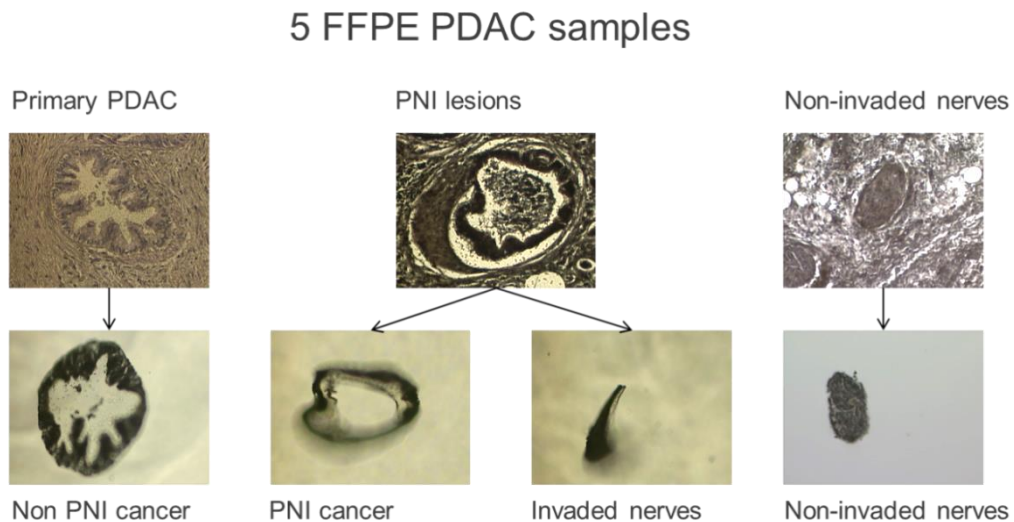 5 FFPE PDAC samples
Primary PDAC
PNI lesions
Non-invaded nerves
Non PNI cancer
PNI cancer
Invaded nerves
Non-invaded nerves